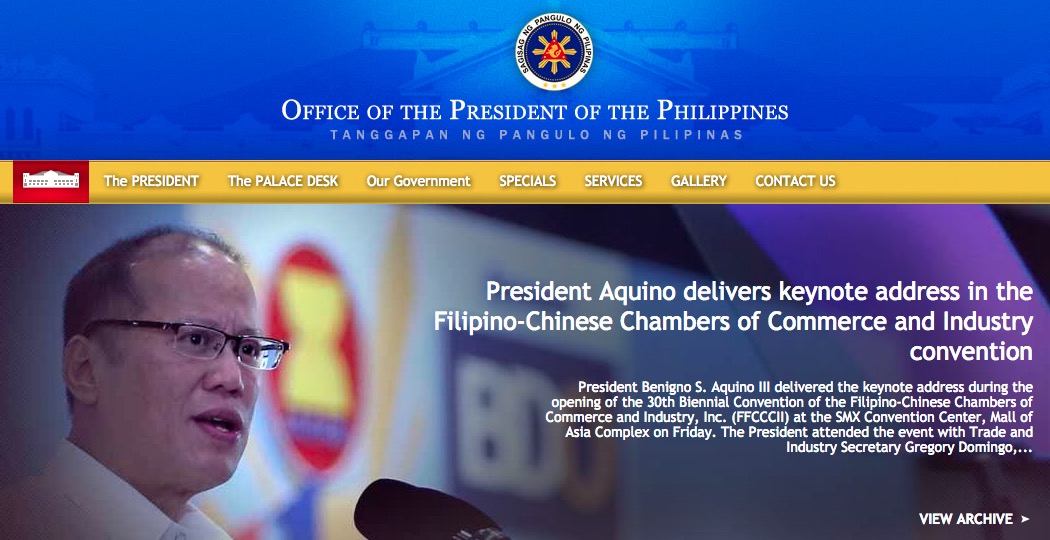 SAGISAG NG PANGULO NG PILIPINAS
OFFICE OF THE PRESIDENT OF THE PHILIPPINES
TANGGAPAN NG PANGULO NG PILIPINAS
The PRESIDENT The PALACE DESK Our Government SPECIALS SERVICES GALLERY CONTACT US
President Aquino delivers keynote address in the
Filipino-Chinese Chambers of Commerce and Industry
convention
President Benigno S. Aquino III delivered the keynote address during the
opening of the 30th Biennial Convention of the Filipino-Chinese Chambers of
Commerce and Industry, Inc. (FFCCCII) at the SMX Convention Center, Mall of
Asia Complex on Friday. The President attended the event with Trade and
Industry Secretary Gregory Domingo,...
BDO
VIEW ARCHIVE